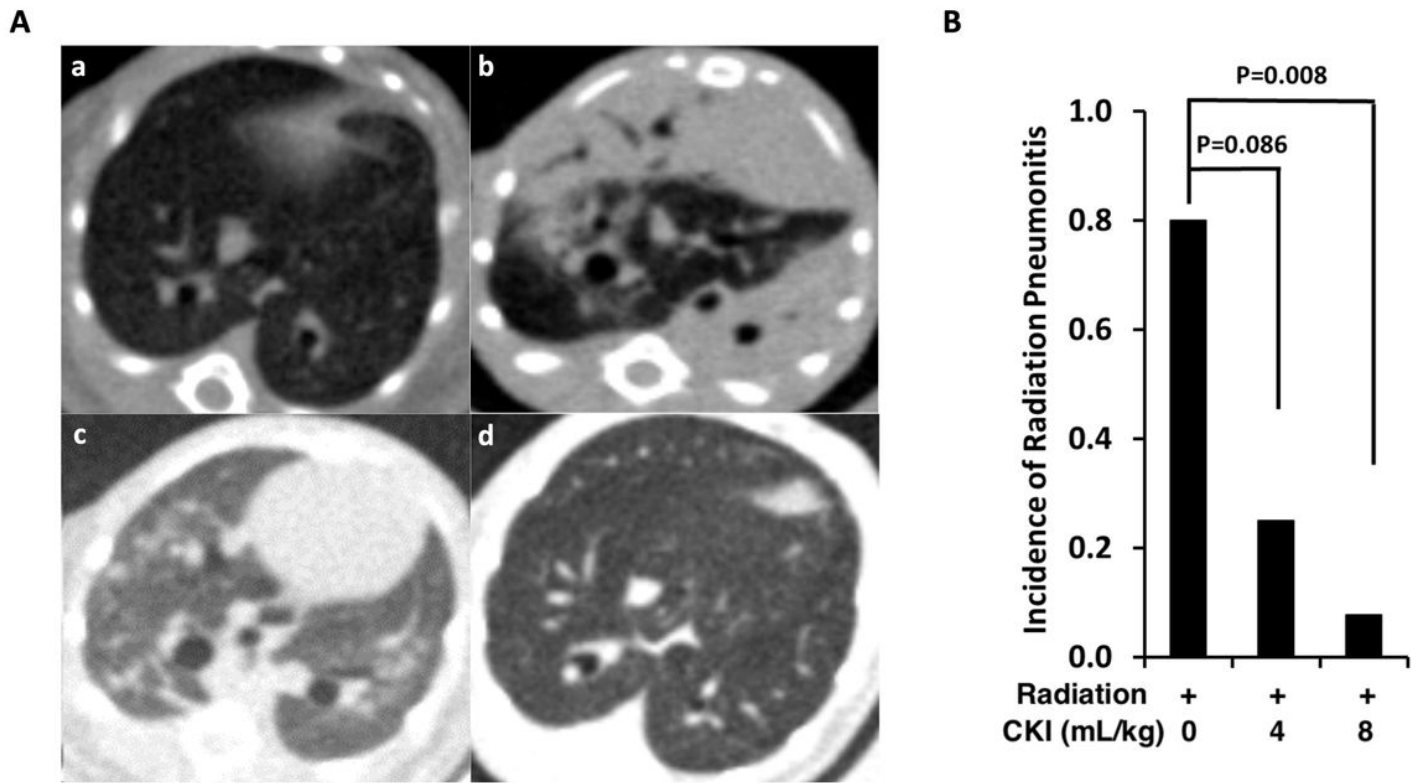 A
a
b
c
d
B
P=0.008
P=0.086
Incidence of Radiation Pneumonitis
1.0
0.8
0.6
0.4
0.2
0.0
Radiation + + +
CKI (mL/kg) 0 4 8